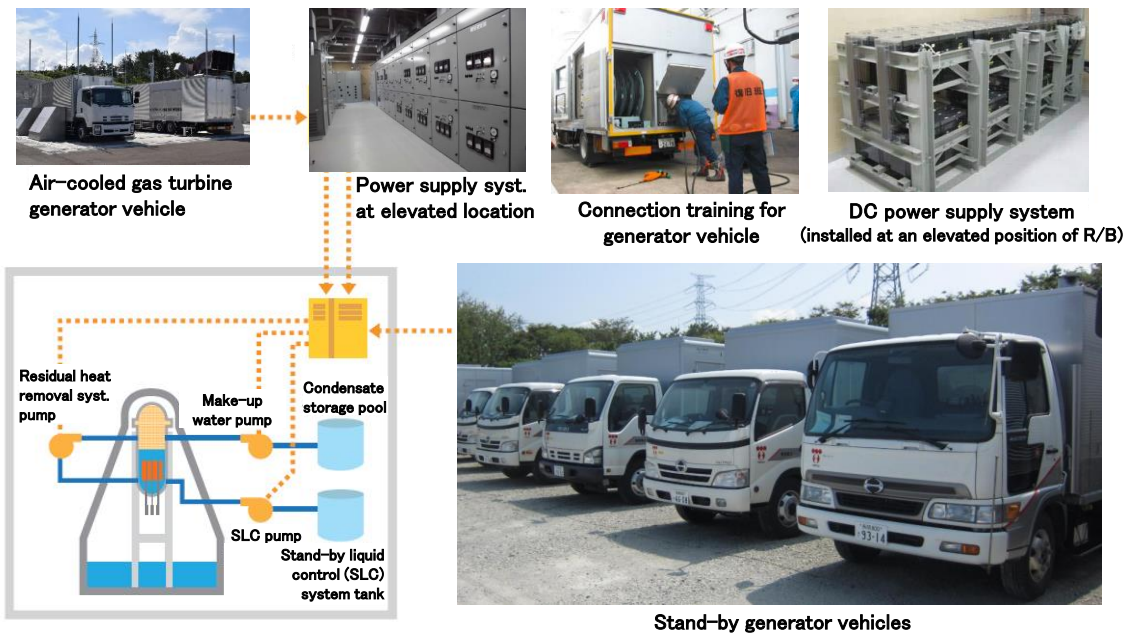 Air-cooled gas turbine
generator vehicle
Power supply syst.
at elevated location
Connection training for
generator vehicle
DC power supply system
(installed at an elevated position of R/B)
Residual heat
removal syst.
pump
Make-up
water pump
Condensate
storage pool
SLC pump
Stand-by liquid
control (SLC)
system tank
93-14
Stand-by generator vehicles